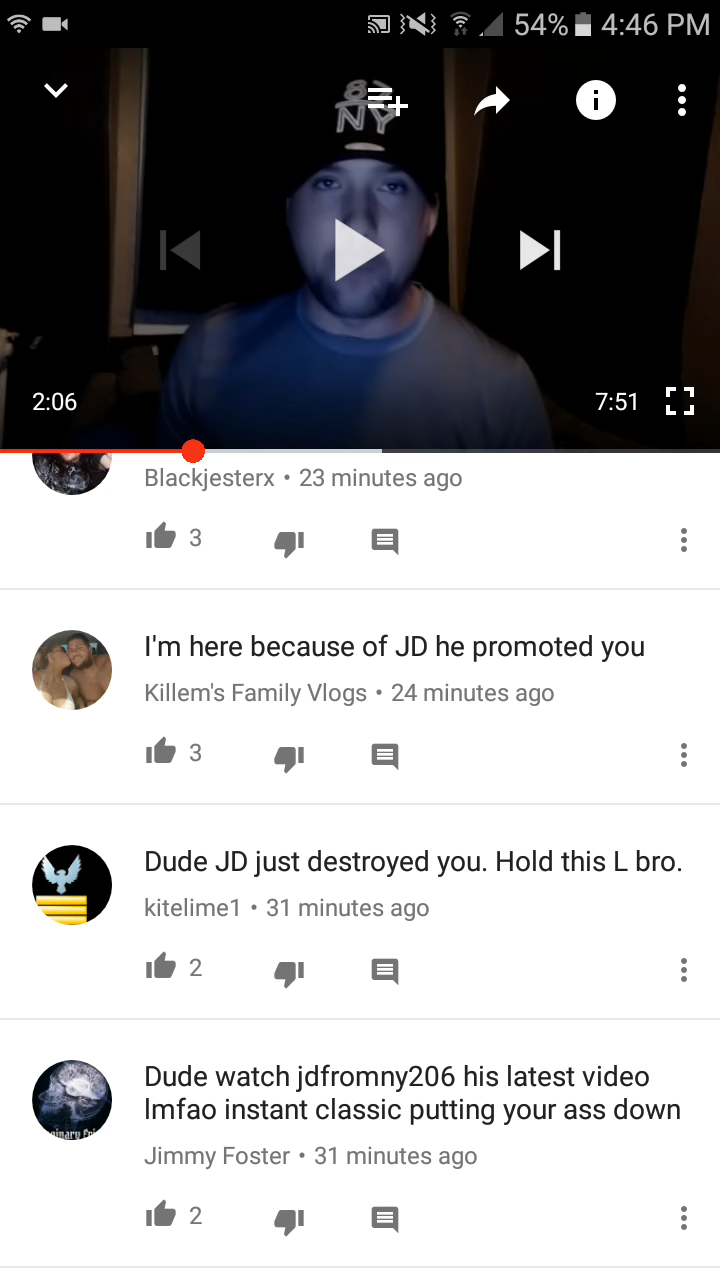 54% 4:46 PM
83
NY
2:06
7:51
Blackjesterx • 23 minutes ago
3
I'm here because of JD he promoted you
Killem's Family Vlogs • 24 minutes ago
3
Dude JD just destroyed you. Hold this L bro.
kitelime1 • 31 minutes ago
2
Dude watch jdfromny206 his latest video
lmfao instant classic putting your ass down
Jimmy Foster • 31 minutes ago
2